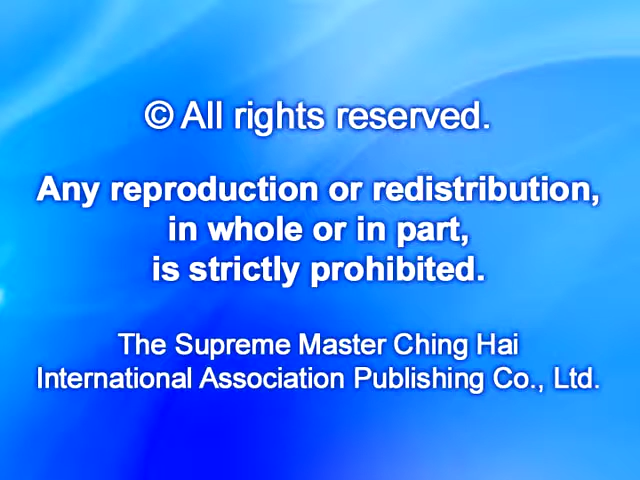 © All rights reserved.
Any reproduction or redistribution,
in whole or in part,
is strictly prohibited.
The Supreme Master Ching Hai
International Association Publishing Co., Ltd.